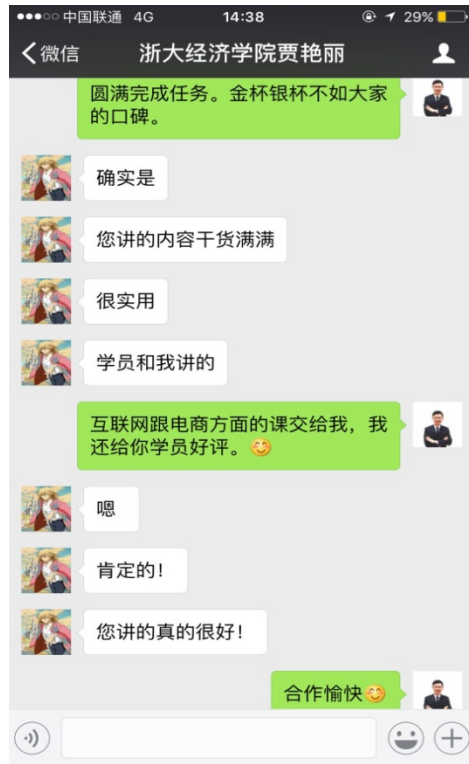 中国联通 4G 14:38 29%
微信 浙大经济学院贾艳丽
圆满完成任务。金杯银杯不如大家
的口碑。
确实是
您讲的内容干货满满
很实用
学员和我讲的
互联网跟电商方面的课交给我，我
还给你学员好评。
嗯
肯定的！
您讲的真的很好！
合作愉快